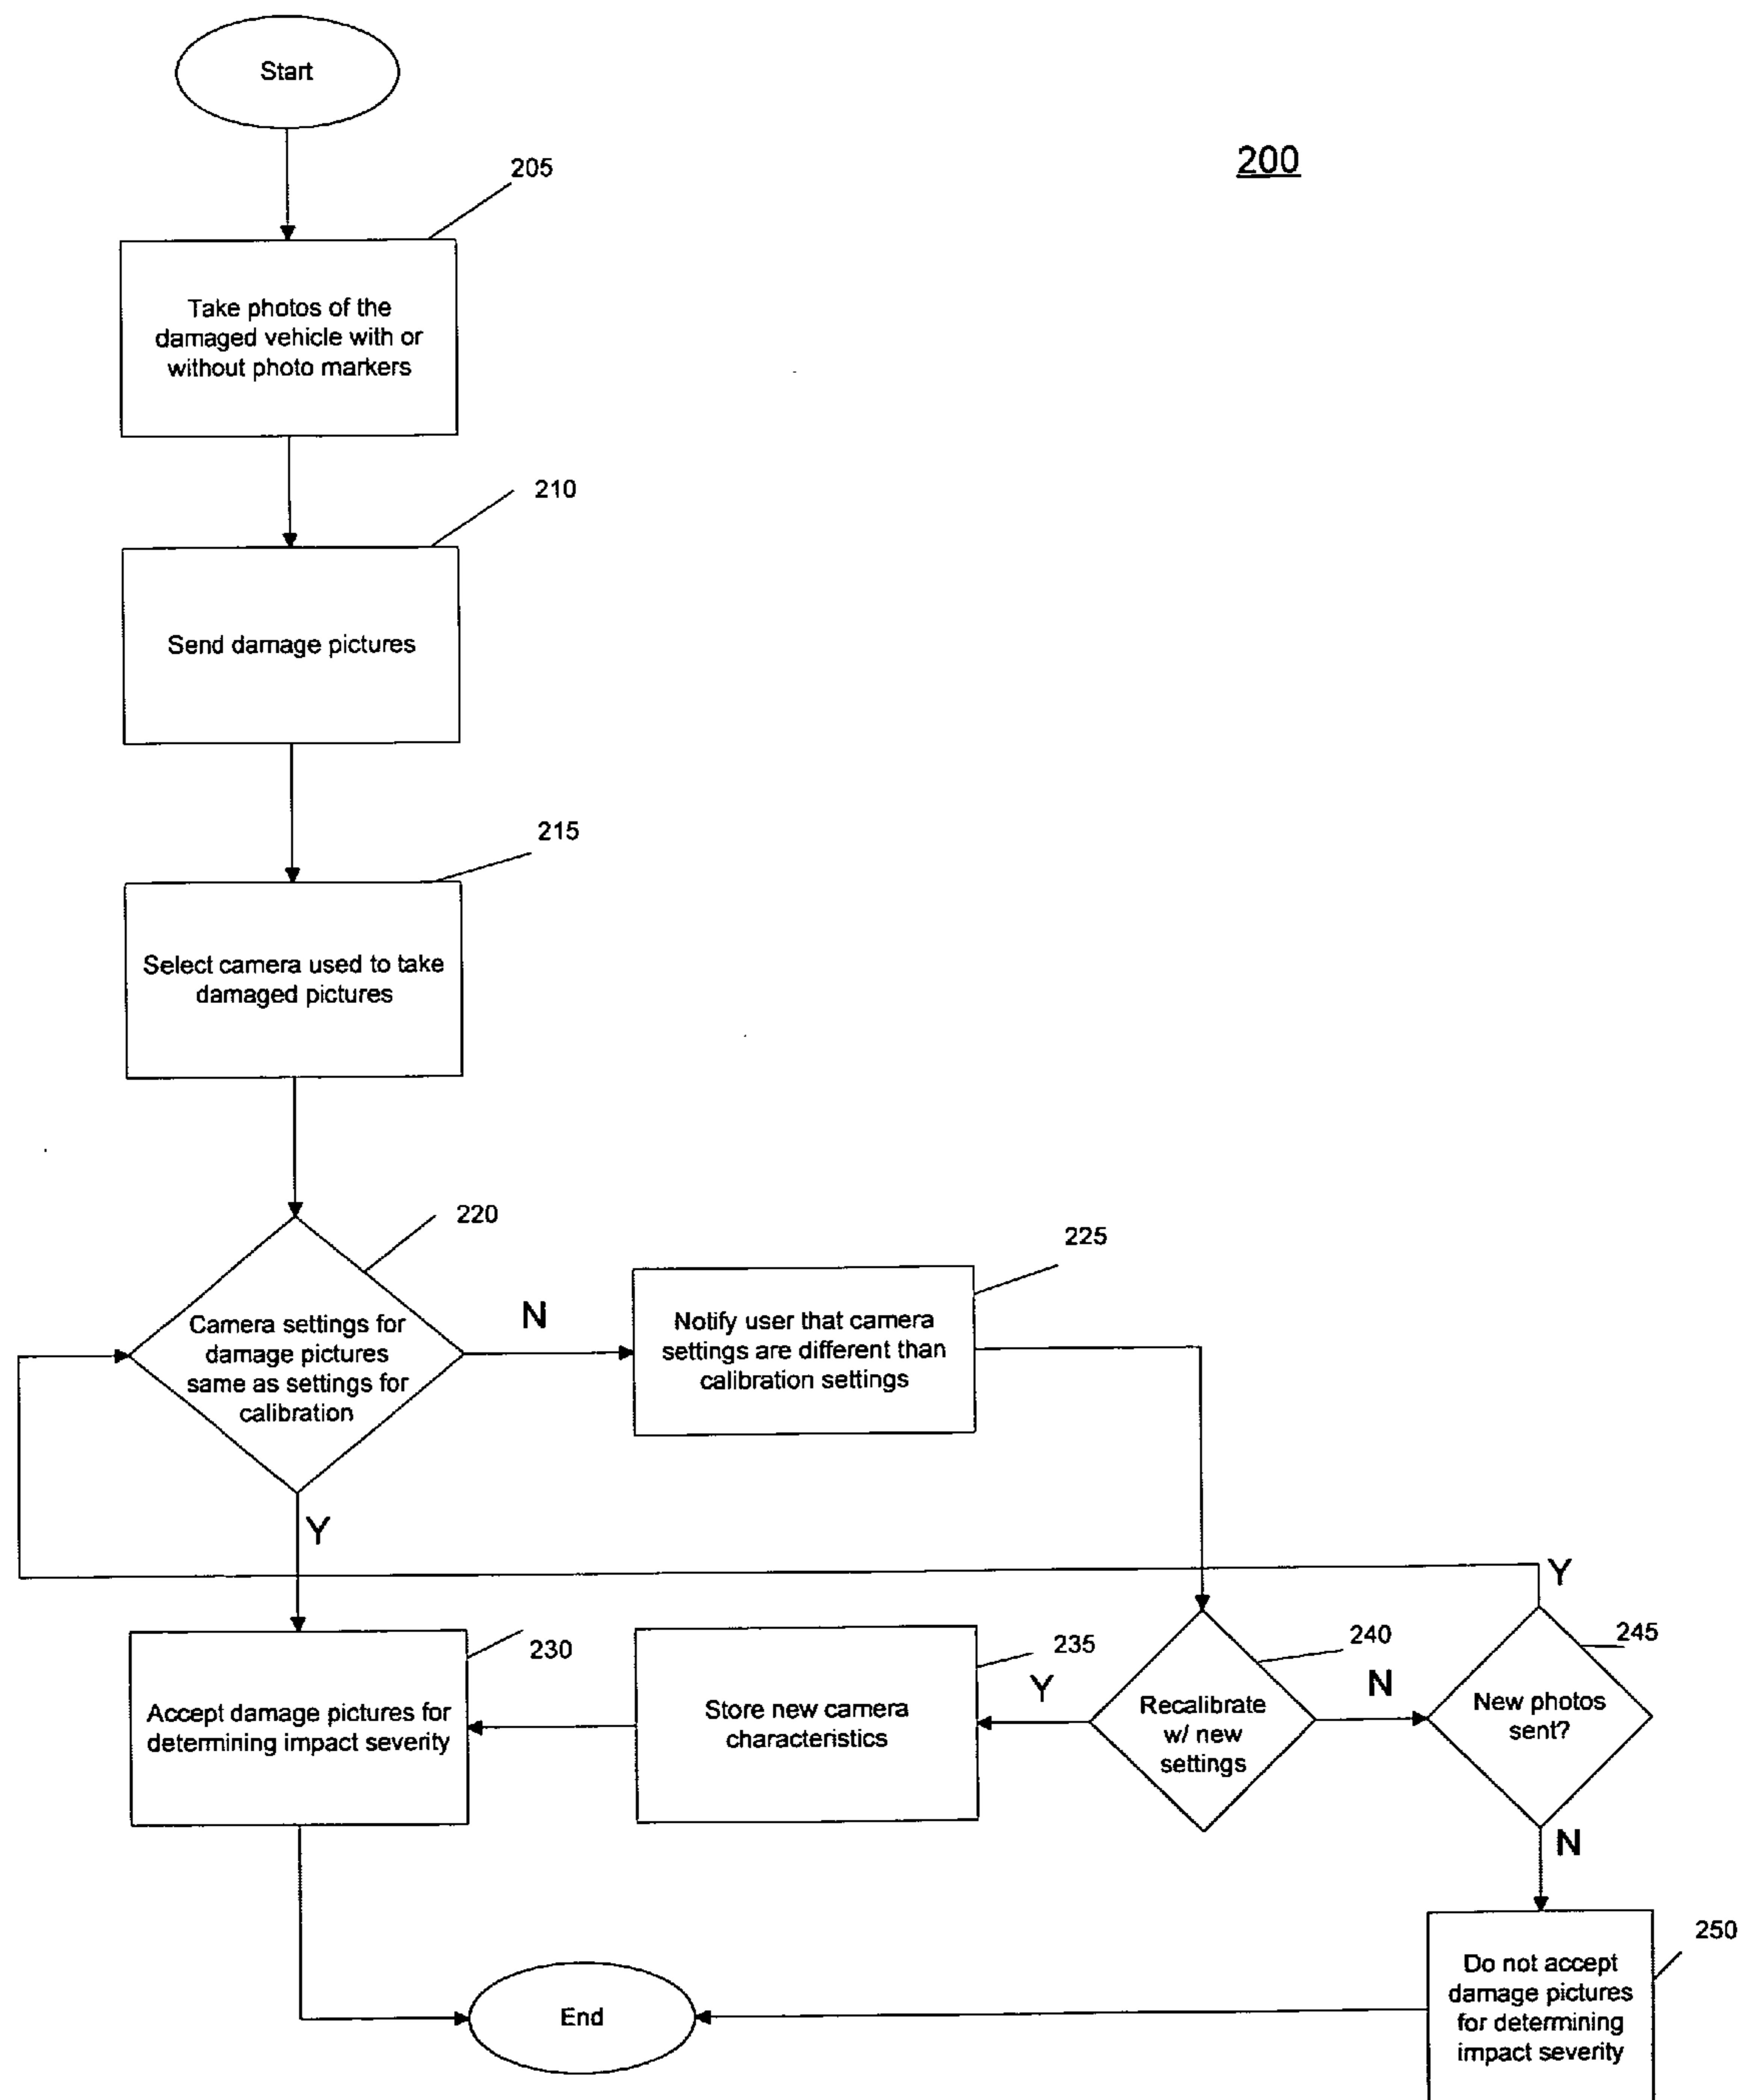 Start
200
205
Take photos of the
damaged vehicle with or
without photo markers
210
Send damage pictures
215
Select camera used to take
damaged pictures
220
Camera settings for
damage pictures
same as settings for
calibration
N
225
Notify user that camera
settings are different than
calibration settings
Y
Y
230
Accept damage pictures for
determining impact severity
235
Store new camera
characteristics
Y
240
Recalibrate
w/ new
settings
N
245
New photos
sent?
N
250
Do not accept
damage pictures
for determining
impact severity
End